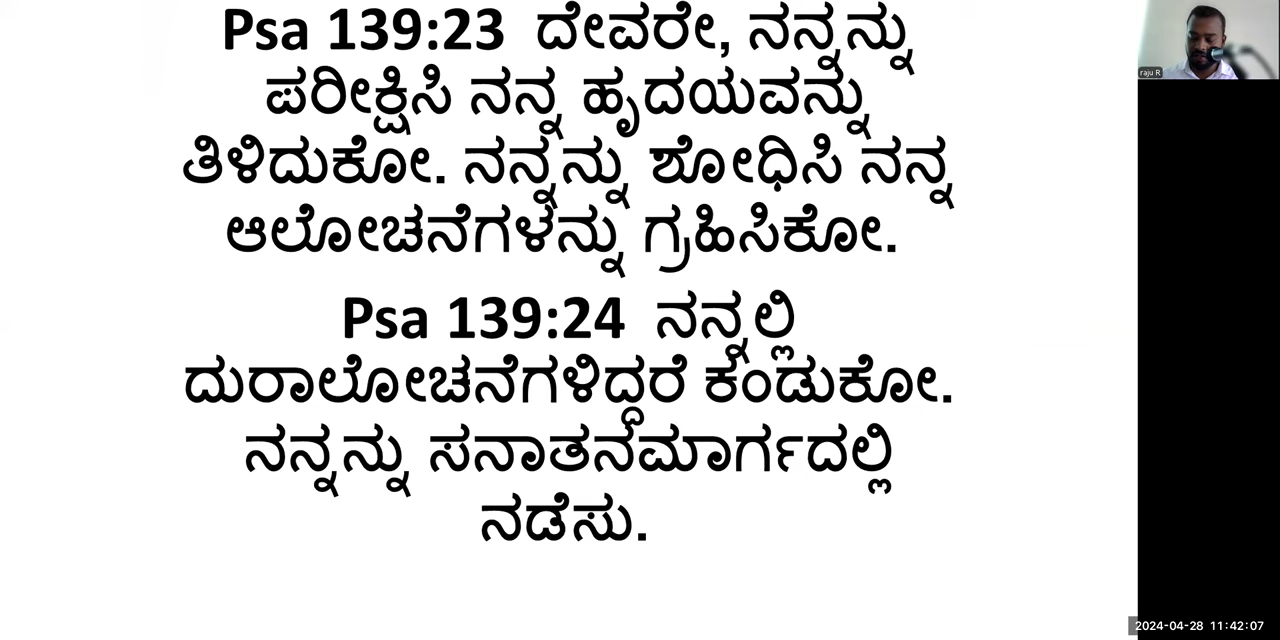 Psa 139:23 ದೇವರೇ, ನನ್ನನ್ನು
ಪರೀಕ್ಷಿಸಿ ನನ್ನ ಹೃದಯವನ್ನು
ತಿಳಿದುಕೋ. ನನ್ನನ್ನು ಶೋಧಿಸಿ ನನ್ನ
ಆಲೋಚನೆಗಳನ್ನು ಗ್ರಹಿಸಿಕೋ.
Psa 139:24 ನನ್ನಲ್ಲಿ
ದುರಾಲೋಚನೆಗಳಿದ್ದರೆ ಕಂಡುಕೋ.
ನನ್ನನ್ನು ಸನಾತನಮಾರ್ಗದಲ್ಲಿ
ನಡೆಸು.
raju R
2024-04-28 11:42:07